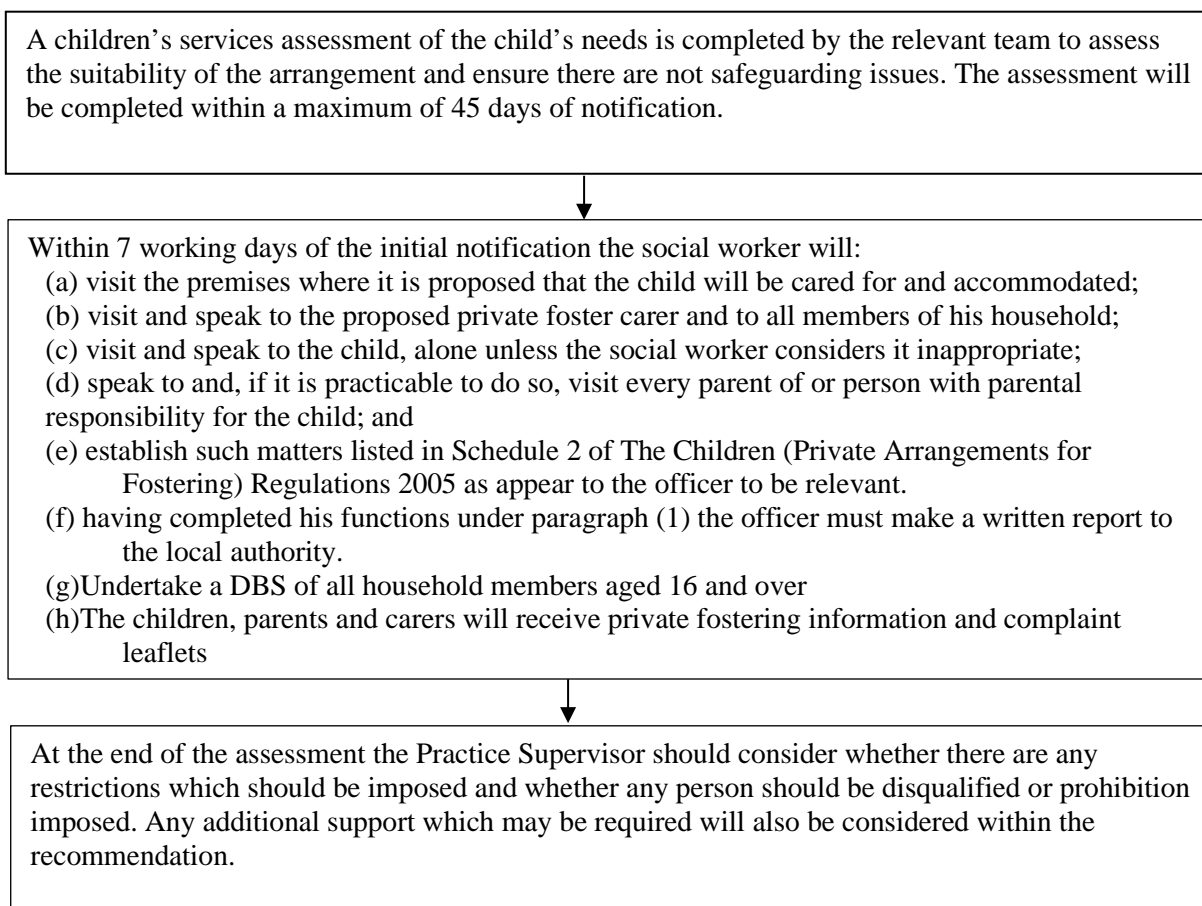 A children’s services assessment of the child’s needs is completed by the relevant team to assess
the suitability of the arrangement and ensure there are not safeguarding issues. The assessment will
be completed within a maximum of 45 days of notification.
Within 7 working days of the initial notification the social worker will:
(a) visit the premises where it is proposed that the child will be cared for and accommodated;
(b) visit and speak to the proposed private foster carer and to all members of his household;
(c) visit and speak to the child, alone unless the social worker considers it inappropriate;
(d) speak to and, if it is practicable to do so, visit every parent of or person with parental
responsibility for the child; and
(e) establish such matters listed in Schedule 2 of The Children (Private Arrangements for
Fostering) Regulations 2005 as appear to the officer to be relevant.
(f) having completed his functions under paragraph (1) the officer must make a written report to
the local authority.
(g)Undertake a DBS of all household members aged 16 and over
(h)The children, parents and carers will receive private fostering information and complaint
leaflets
At the end of the assessment the Practice Supervisor should consider whether there are any
restrictions which should be imposed and whether any person should be disqualified or prohibition
imposed. Any additional support which may be required will also be considered within the
recommendation.